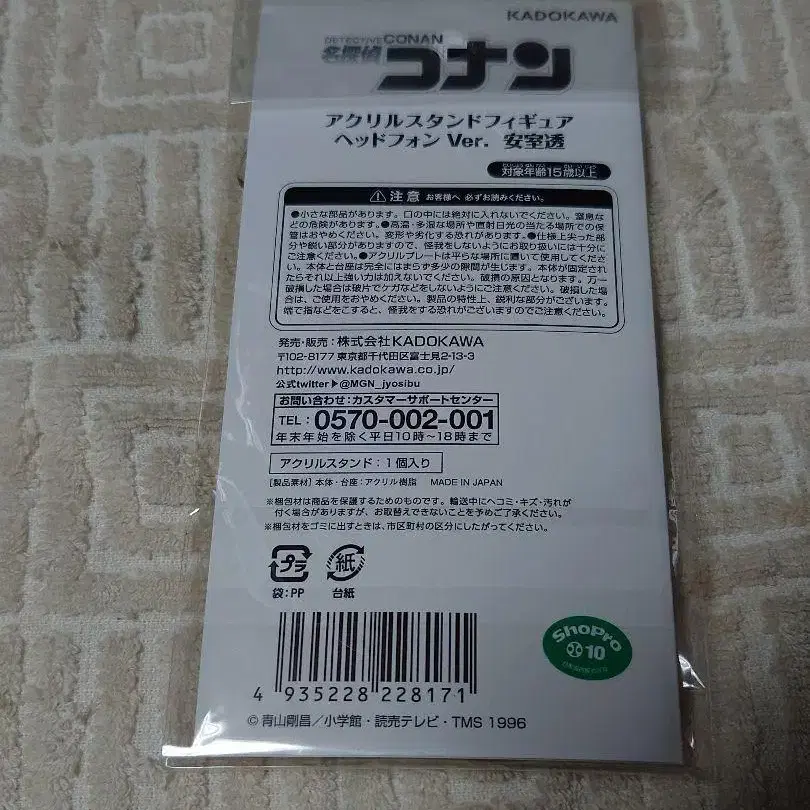 KADOKAWA
DETECTIVE CONAN
名探偵
コナン
アクリルスタンドフィギュア
ヘッドフォン Ver. 安室透
対象年齢15歳以上
注意 お客様へ 必ずお読みください。
●小さな部品があります。口の中には絶対に入れないでください。窒息な
どの危険があります。●高温・多湿な場所や直射日光の当たる場所での保
管はおやめください。変形や劣化する恐れがあります。●仕様上尖った部
分や鋭い部分がありますので、怪我をしないようにお取り扱いには十分に
ご注意ください。●アクリルプレートは平らな場所に置いて使用してくださ
い。本体と台座は完全にはまらず多少の隙間が生じます。本体が固定され
たらそれ以上強い力は加えないでください。破損の原因となります。万一
破損した場合は破片でケガなどをしないようにご注意ください。破損した場
合は、ご使用をおやめください。製品の特性上、鋭利な部分がございます。
端で指などをこすると、怪我をする恐れがございますのでご注意ください。
発売・販売：株式会社KADOKAWA
〒102-8177 東京都千代田区富士見2-13-3
http://www.kadokawa.co.jp/
公式twitter▶@MGN_jyosibu
お問い合わせ：カスタマーサポートセンター
TEL：0570-002-001
年末年始を除く平日10時～18時まで
アクリルスタンド：1個入り
［製品素材］本体・台座：アクリル樹脂 MADE IN JAPAN
※梱包材は商品を保護するためのものです。輸送中にヘコミ・キズ・汚れが
付く場合がありますが、お取替えできないことを予めご了承ください。
※梱包材をゴミに出すときは、市区町村の区分にしたがってください。
プラ 紙
袋：PP 台紙
ShoPro
10
4 935228 228171
© 青山剛昌／小学館・読売テレビ・TMS 1996